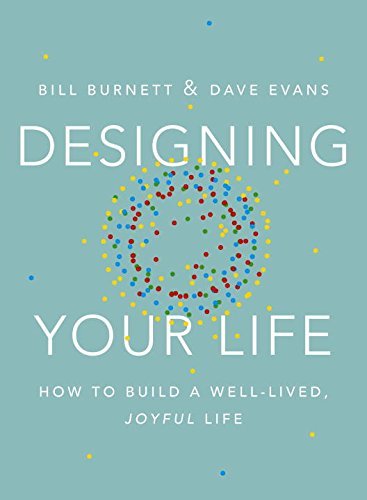 BILL BURNETT & DAVE EVANS
DESIGNING
YOUR LIFE
HOW TO BUILD A WELL-LIVED,
JOYFUL LIFE